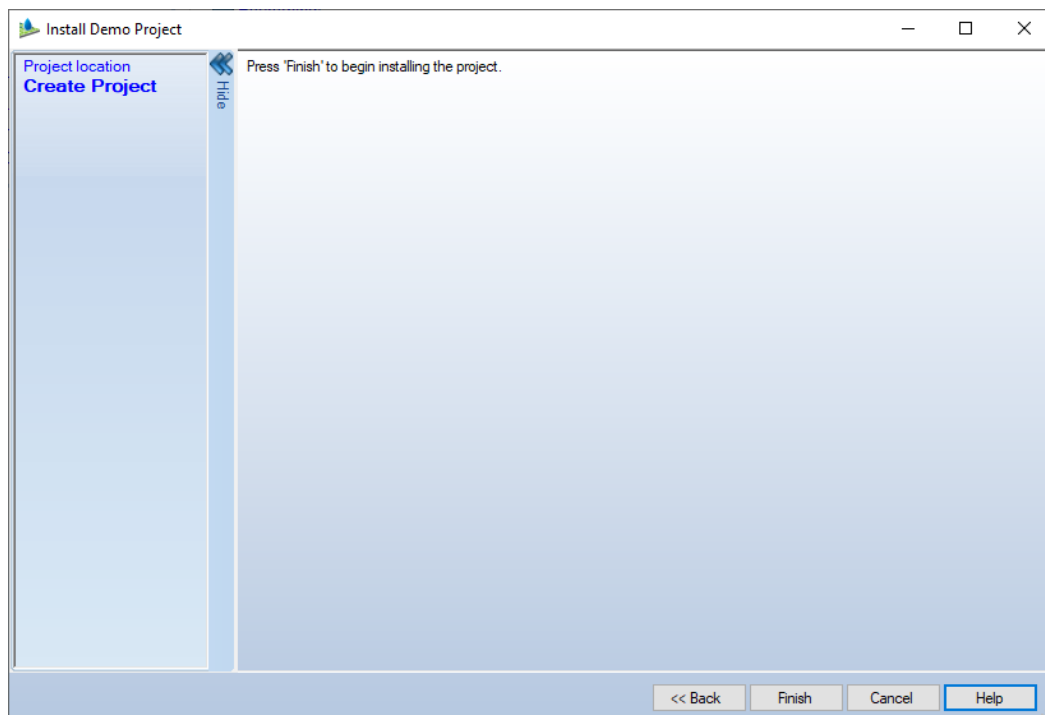 Install Demo Project
Project location
Create Project
Hide
Press 'Finish' to begin installing the project.
<< Back
Finish
Cancel
Help